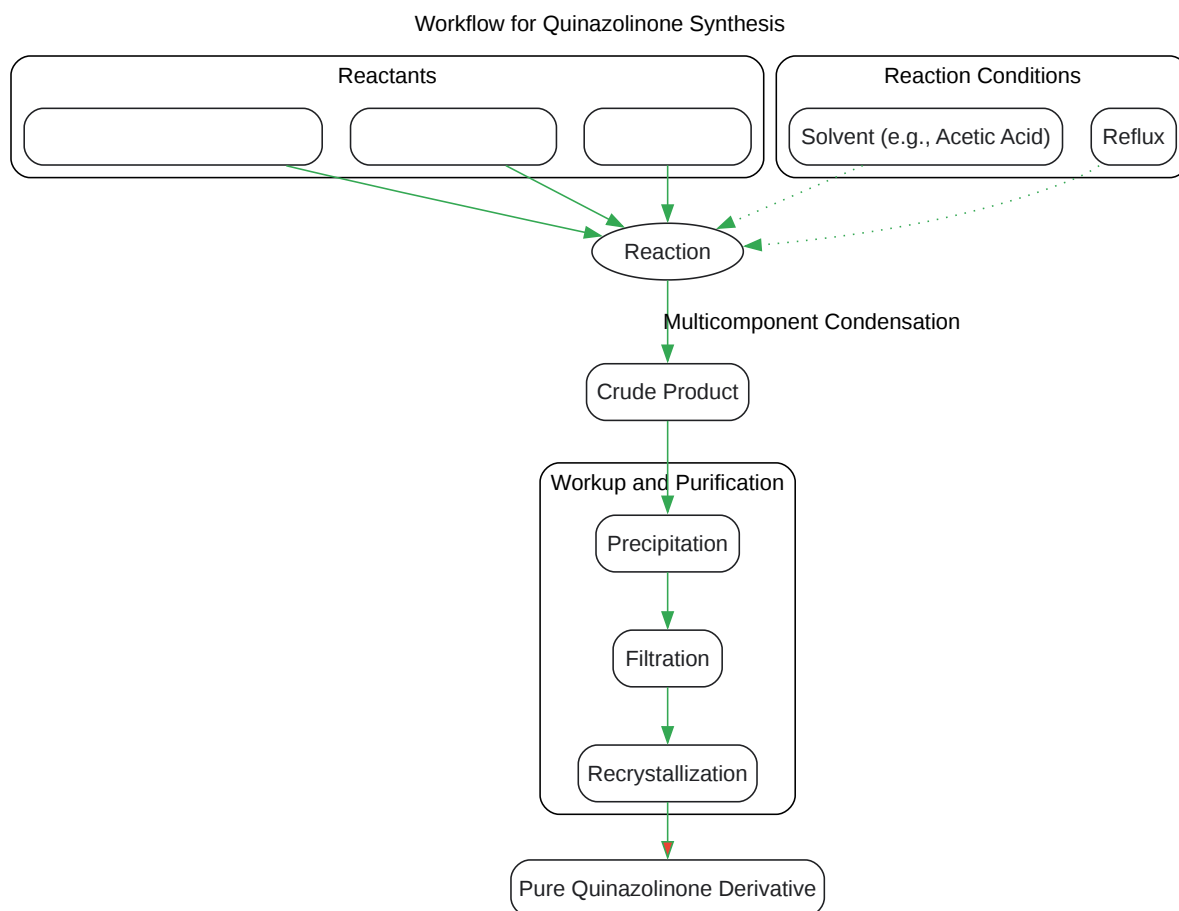 Workflow for Quinazolinone Synthesis
Reactants
Reaction Conditions
Solvent (e.g., Acetic Acid)
Reflux
Reaction
Multicomponent Condensation
Crude Product
Workup and Purification
Precipitation
Filtration
Recrystallization
Pure Quinazolinone Derivative